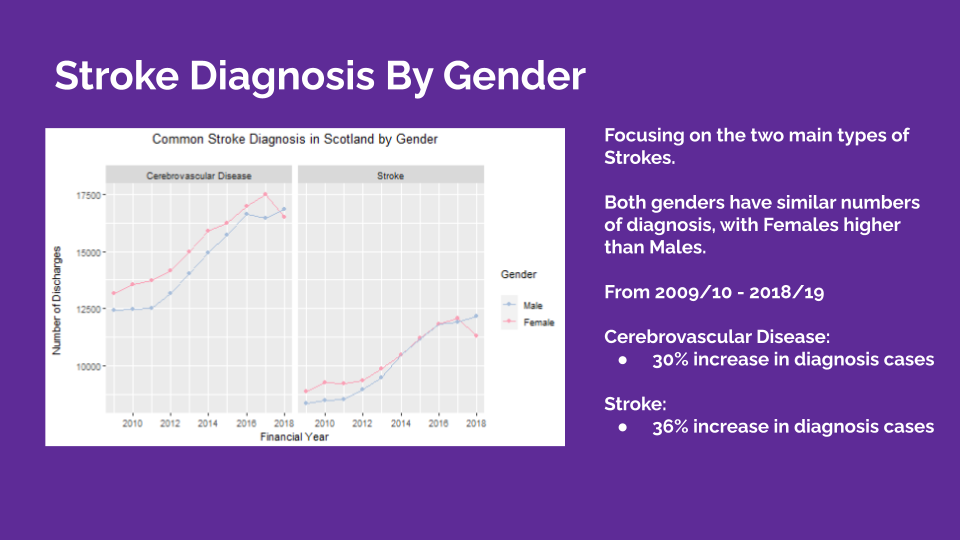 Stroke Diagnosis By Gender
Common Stroke Diagnosis in Scotland by Gender
Cerebrovascular Disease
Stroke
17500
15000
12500
10000
Number of Discharges
2010 2012 2014 2016 2018
2010 2012 2014 2016 2018
Financial Year
Gender
Male
Female
Focusing on the two main types of
Strokes.
Both genders have similar numbers
of diagnosis, with Females higher
than Males.
From 2009/10 - 2018/19
Cerebrovascular Disease:
● 30% increase in diagnosis cases
Stroke:
● 36% increase in diagnosis cases